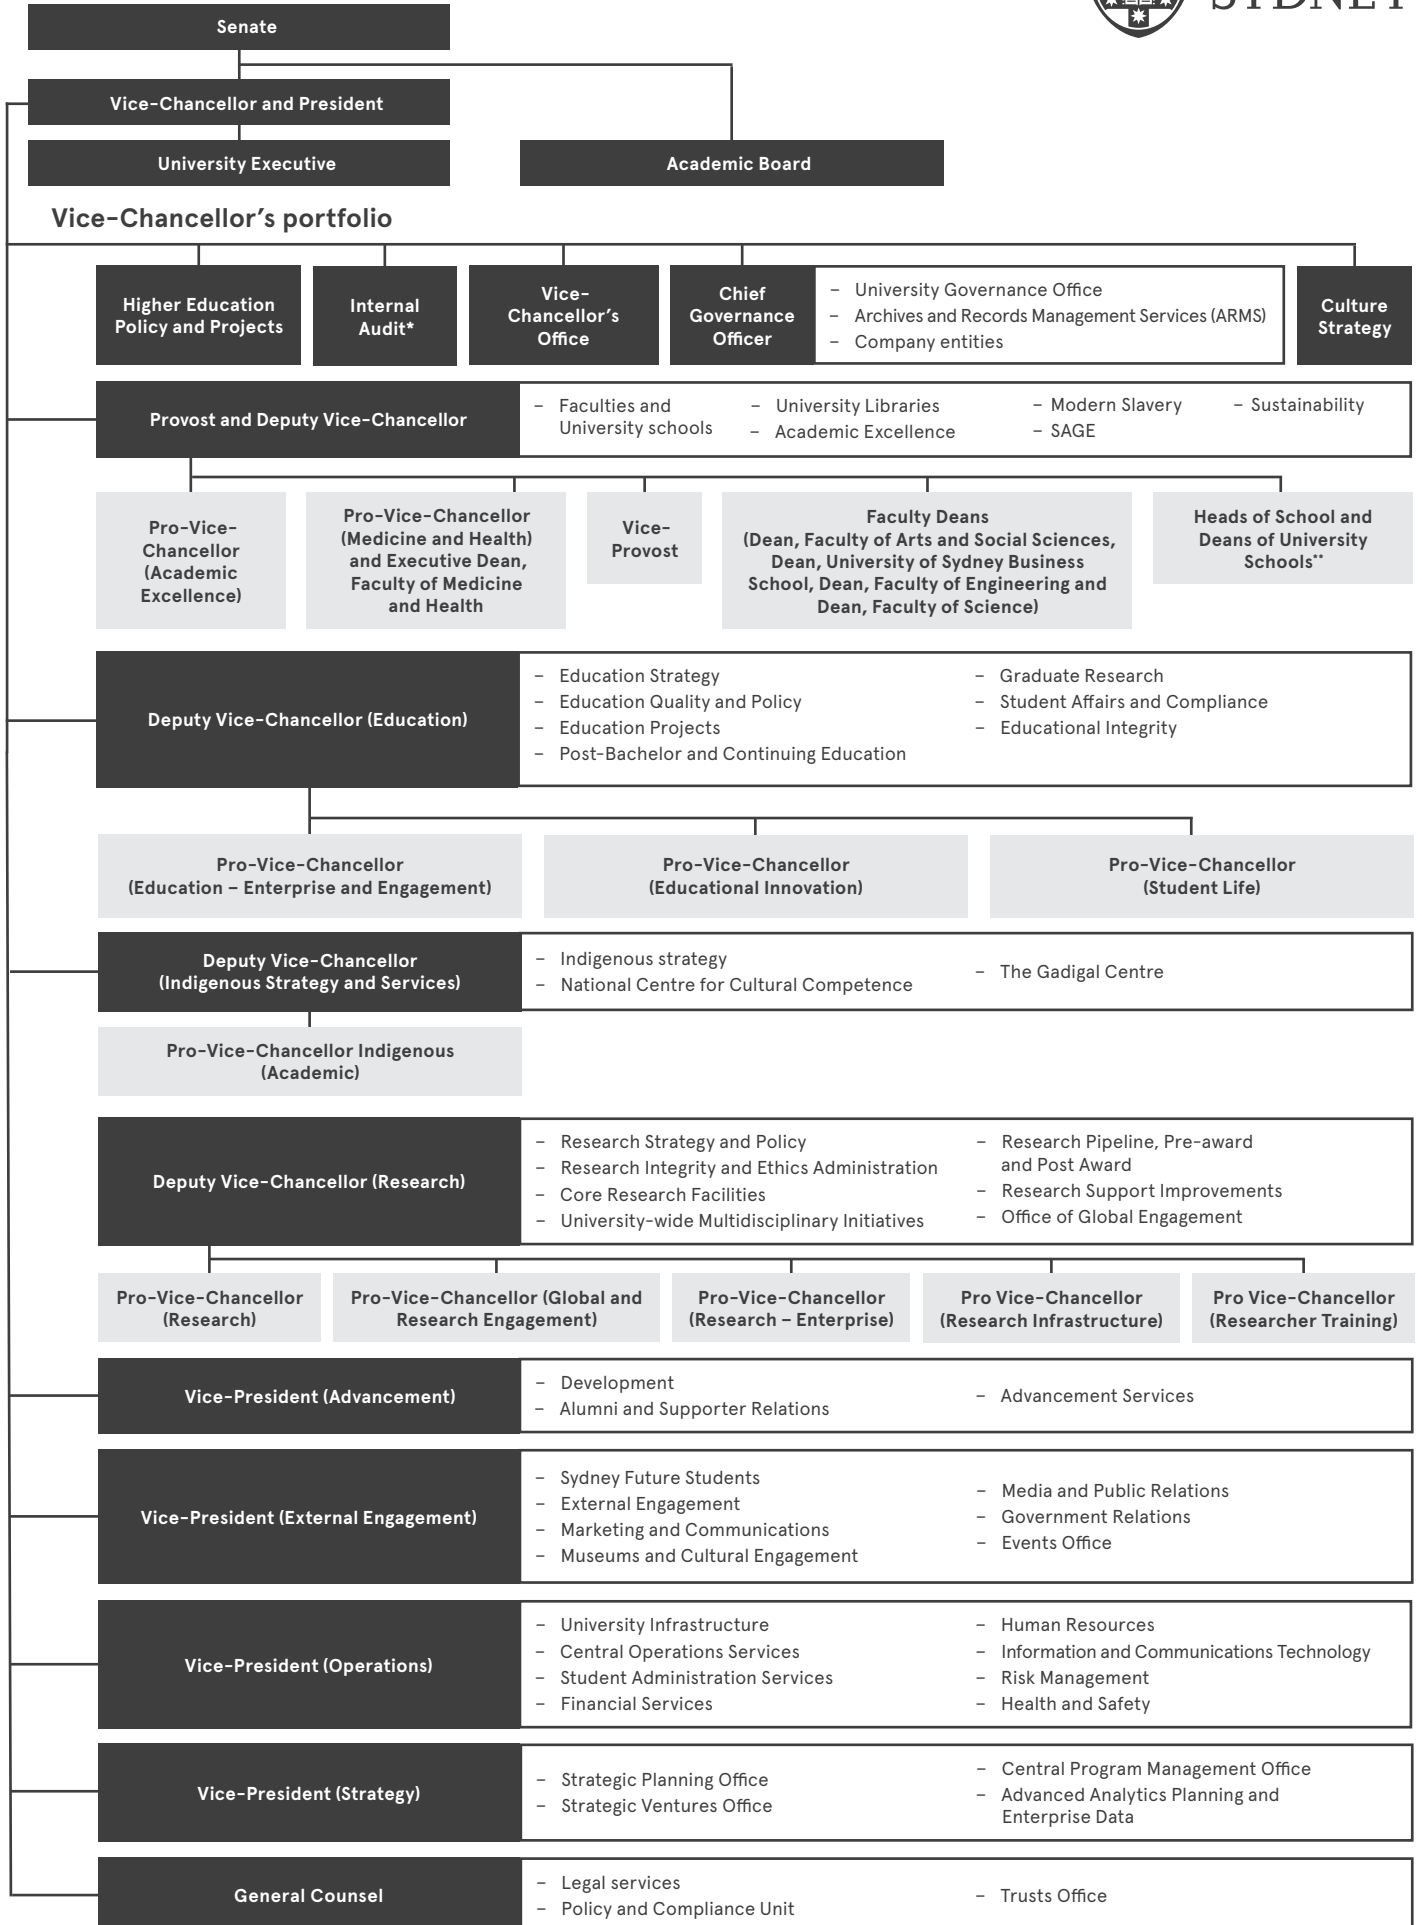 SYDNEY
Senate
Vice-Chancellor and President
University Executive
Academic Board
Vice-Chancellor's portfolio
Higher Education
Policy and Projects
Internal
Audit*
Vice-
Chancellor's
Office
Chief
Governance
Officer
– University Governance Office
– Archives and Records Management Services (ARMS)
– Company entities
Culture
Strategy
Provost and Deputy Vice-Chancellor
– Faculties and
University schools
– University Libraries
– Academic Excellence
– Modern Slavery
– SAGE
– Sustainability
Pro-Vice-
Chancellor
(Academic
Excellence)
Pro-Vice-Chancellor
(Medicine and Health)
and Executive Dean,
Faculty of Medicine
and Health
Vice-
Provost
Faculty Deans
(Dean, Faculty of Arts and Social Sciences,
Dean, University of Sydney Business
School, Dean, Faculty of Engineering and
Dean, Faculty of Science)
Heads of School and
Deans of University
Schools**
Deputy Vice-Chancellor (Education)
– Education Strategy
– Education Quality and Policy
– Education Projects
– Post-Bachelor and Continuing Education
– Graduate Research
– Student Affairs and Compliance
– Educational Integrity
Pro-Vice-Chancellor
(Education – Enterprise and Engagement)
Pro-Vice-Chancellor
(Educational Innovation)
Pro-Vice-Chancellor
(Student Life)
Deputy Vice-Chancellor
(Indigenous Strategy and Services)
– Indigenous strategy
– National Centre for Cultural Competence
– The Gadigal Centre
Pro-Vice-Chancellor Indigenous
(Academic)
Deputy Vice-Chancellor (Research)
– Research Strategy and Policy
– Research Integrity and Ethics Administration
– Core Research Facilities
– University-wide Multidisciplinary Initiatives
– Research Pipeline, Pre-award
and Post Award
– Research Support Improvements
– Office of Global Engagement
Pro-Vice-Chancellor
(Research)
Pro-Vice-Chancellor (Global and
Research Engagement)
Pro-Vice-Chancellor
(Research – Enterprise)
Pro Vice-Chancellor
(Research Infrastructure)
Pro Vice-Chancellor
(Researcher Training)
Vice-President (Advancement)
– Development
– Alumni and Supporter Relations
– Advancement Services
Vice-President (External Engagement)
– Sydney Future Students
– External Engagement
– Marketing and Communications
– Museums and Cultural Engagement
– Media and Public Relations
– Government Relations
– Events Office
Vice-President (Operations)
– University Infrastructure
– Central Operations Services
– Student Administration Services
– Financial Services
– Human Resources
– Information and Communications Technology
– Risk Management
– Health and Safety
Vice-President (Strategy)
– Strategic Planning Office
– Strategic Ventures Office
– Central Program Management Office
– Advanced Analytics Planning and
Enterprise Data
General Counsel
– Legal services
– Policy and Compliance Unit
– Trusts Office